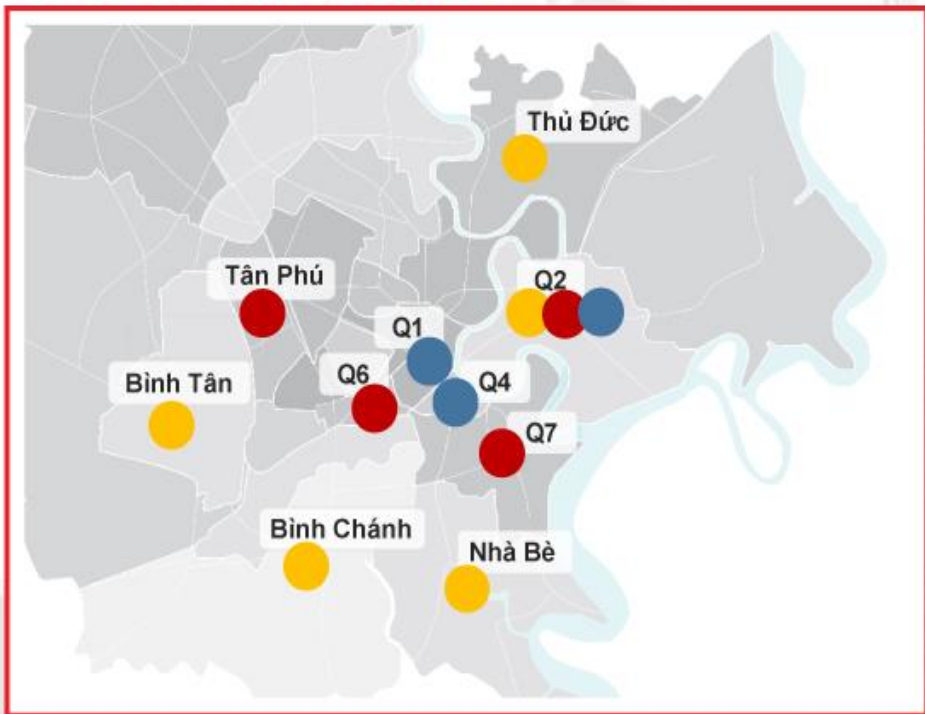 Thủ Đức
Tân Phú
Q2
Q1
Bình Tân
Q6
Q4
Q7
Bình Chánh
Nhà Bè